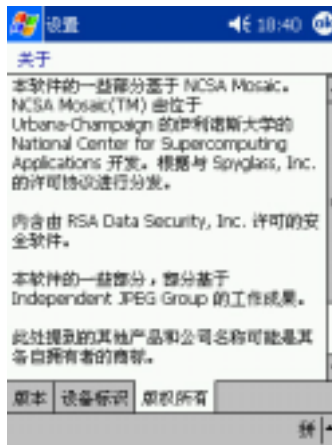 设置 18:40 ok
关于
本软件的一些部分基于 NCSA Mosaic。
NCSA Mosaic(TM) 由位于
Urbana-Champaign 的伊利诺斯大学的
National Center for Supercomputing
Applications 开发。根据与 Spyglass, Inc.
的许可协议进行分发。
内含由 RSA Data Security, Inc. 许可的安
全软件。
本软件的一些部分，部分基于
Independent JPEG Group 的工作成果。
此处提到的其他产品和公司名称可能是其
各自拥有者的商标。
版本 设备标识 版权所有
拼